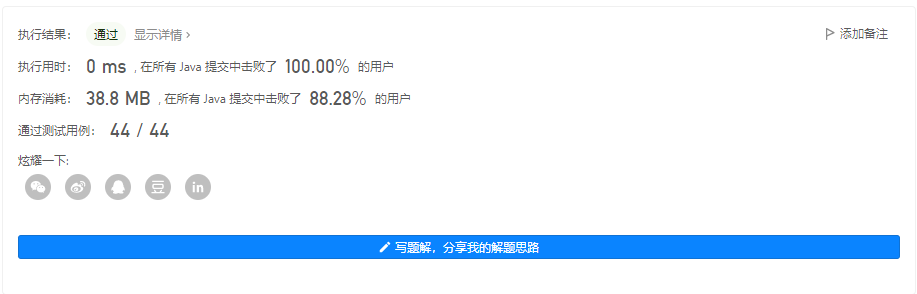 执行结果： 通过 显示详情 › 添加备注
执行用时： 0 ms , 在所有 Java 提交中击败了 100.00% 的用户
内存消耗： 38.8 MB , 在所有 Java 提交中击败了 88.28% 的用户
通过测试用例： 44 / 44
炫耀一下:
豆 in
写题解，分享我的解题思路